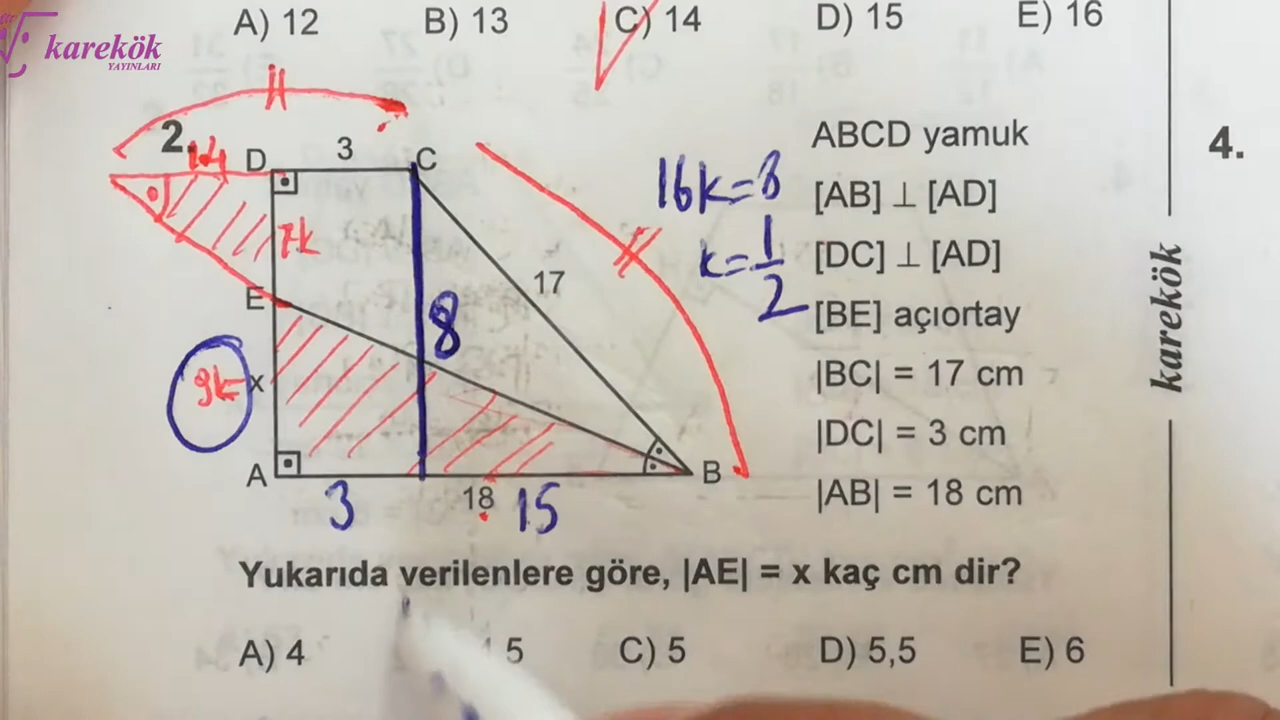 A) 12 B) 13 C) 14 D) 15 E) 16
karekök
YAYINLARI
2.
14
D 3 C
7k
E
17
8
9k x
A
B
3 18 15
16k=8
k=1/2
ABCD yamuk
[AB] ⊥ [AD]
[DC] ⊥ [AD]
[BE] açıortay
|BC| = 17 cm
|DC| = 3 cm
|AB| = 18 cm
Yukarıda verilenlere göre, |AE| = x kaç cm dir?
A) 4 5 C) 5 D) 5,5 E) 6
karekök
4.